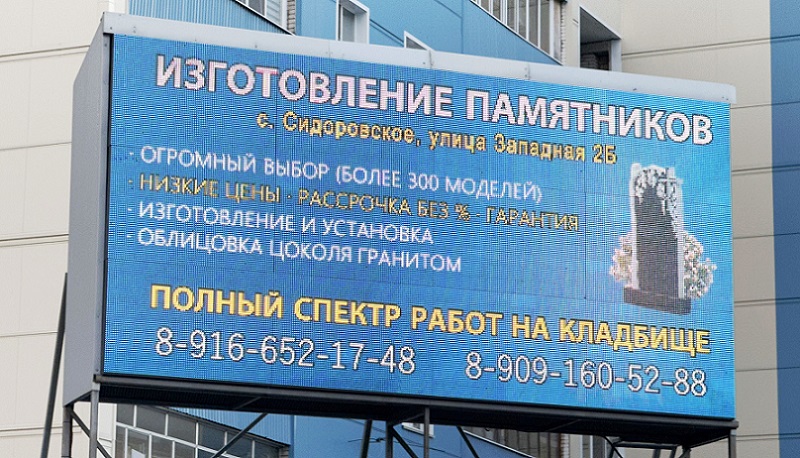 ИЗГОТОВЛЕНИЕ ПАМЯТНИКОВ
с. Сидоровское, улица Западная 2Б
- ОГРОМНЫЙ ВЫБОР (БОЛЕЕ 300 МОДЕЛЕЙ)
- НИЗКИЕ ЦЕНЫ - РАССРОЧКА БЕЗ % - ГАРАНТИЯ
- ИЗГОТОВЛЕНИЕ И УСТАНОВКА
- ОБЛИЦОВКА ЦОКОЛЯ ГРАНИТОМ
ПОЛНЫЙ СПЕКТР РАБОТ НА КЛАДБИЩЕ
8-916-652-17-48 8-909-160-52-88